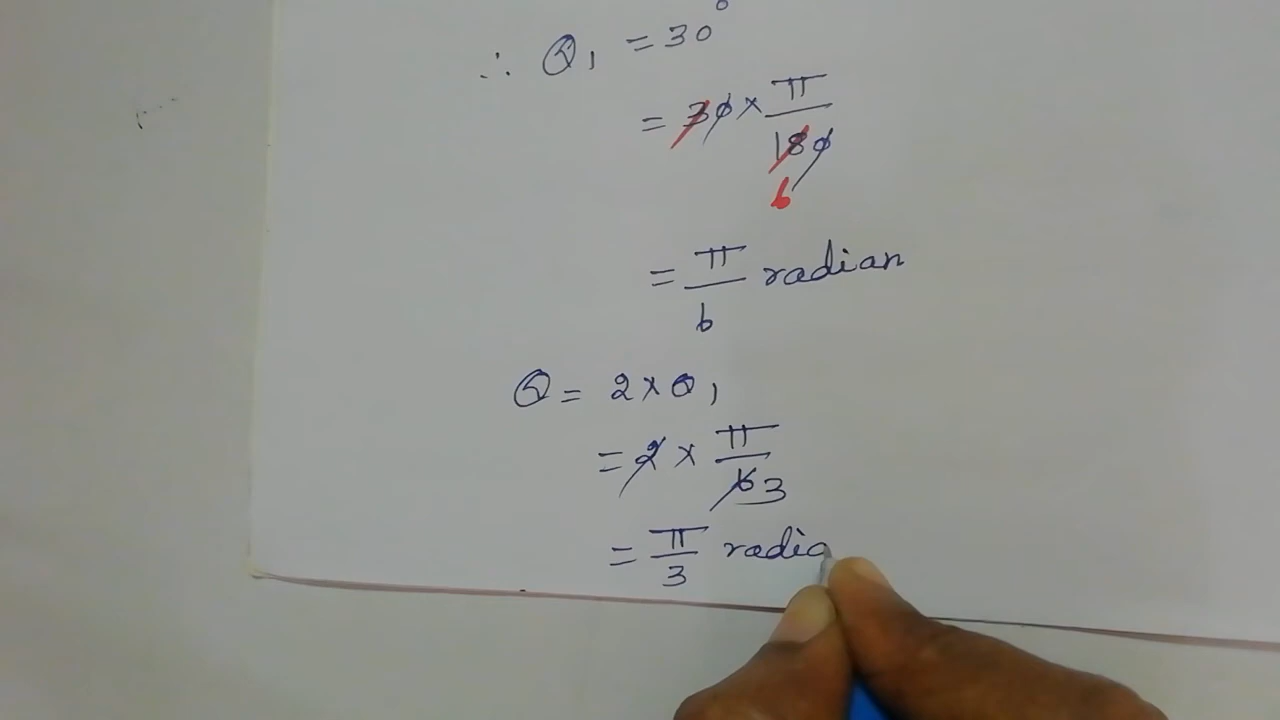 ∴ θ₁ = 30°
= 30 × π/180 6
= π/6 radian
θ = 2 × θ₁
= 2 × π/6 3
= π/3 radia